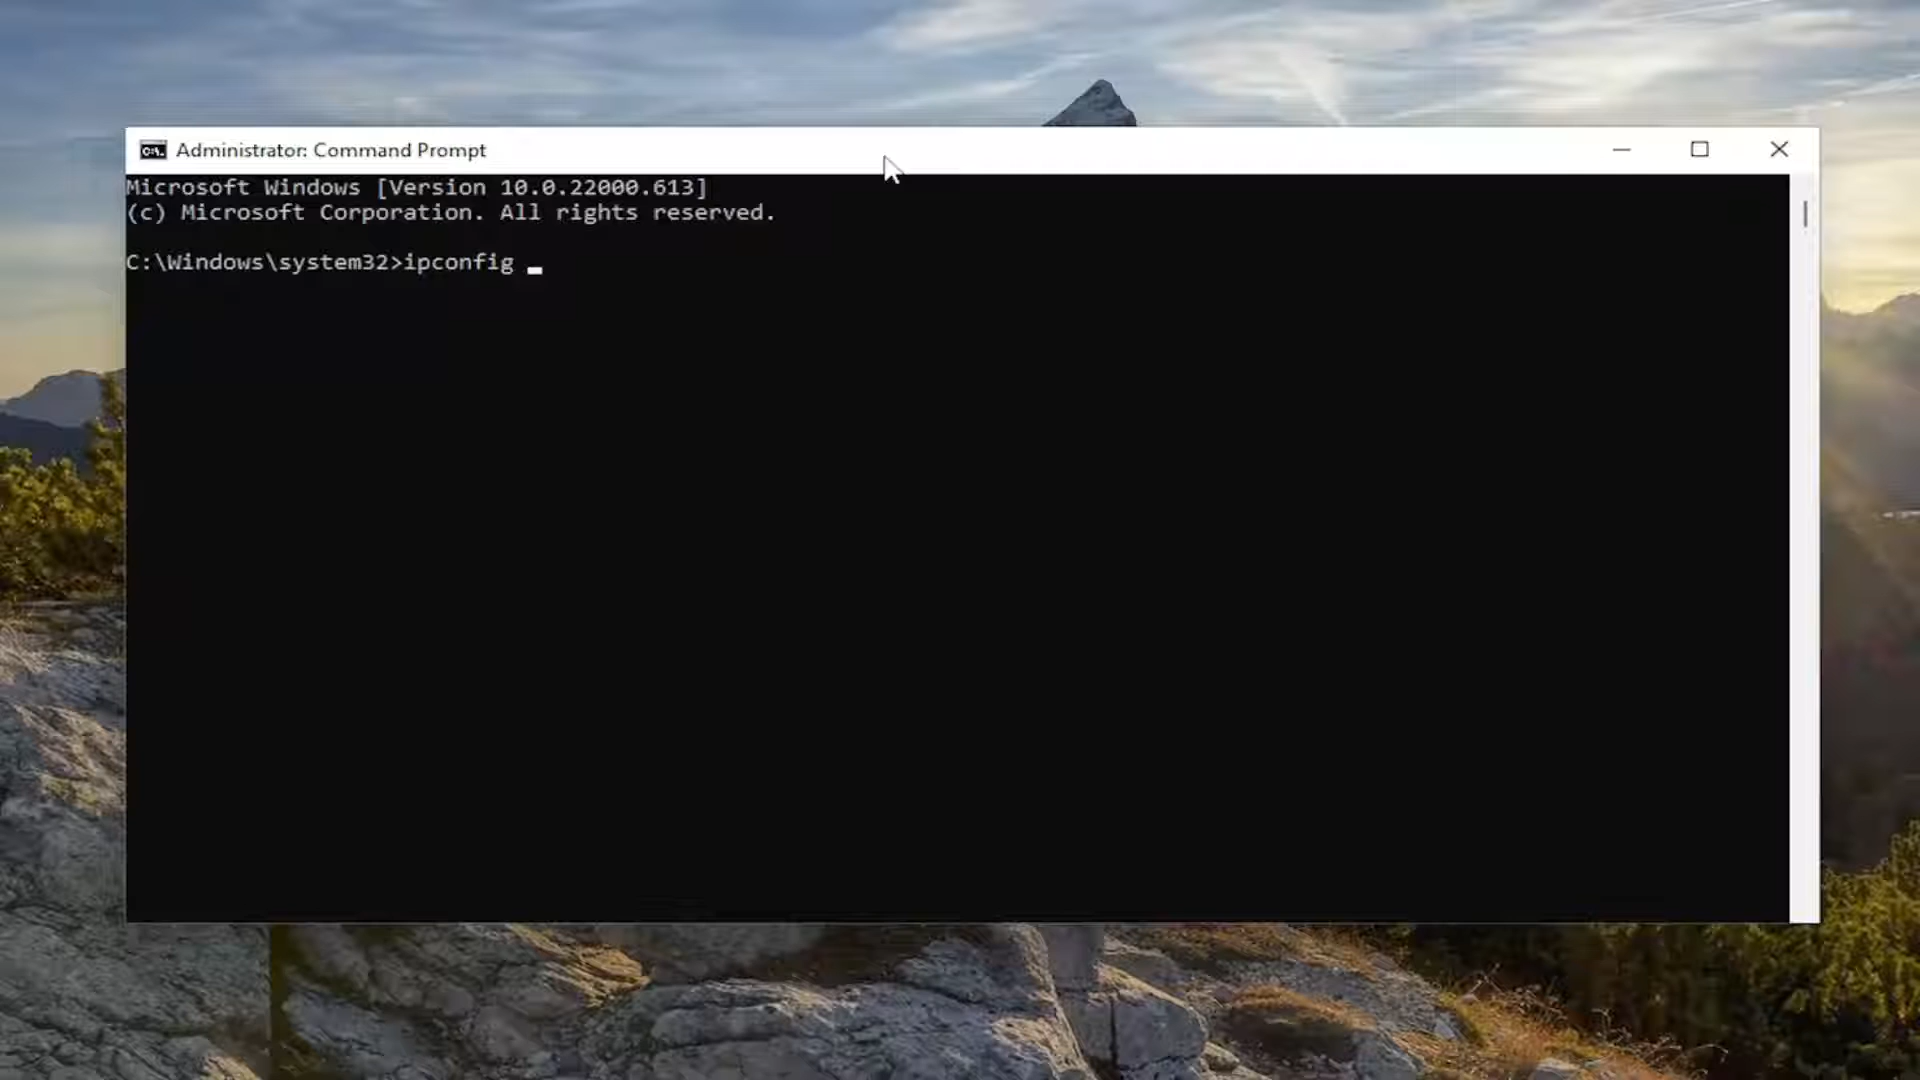 Administrator: Command Prompt
Microsoft Windows [Version 10.0.22000.613]
(c) Microsoft Corporation. All rights reserved.
C:\Windows\system32>ipconfig